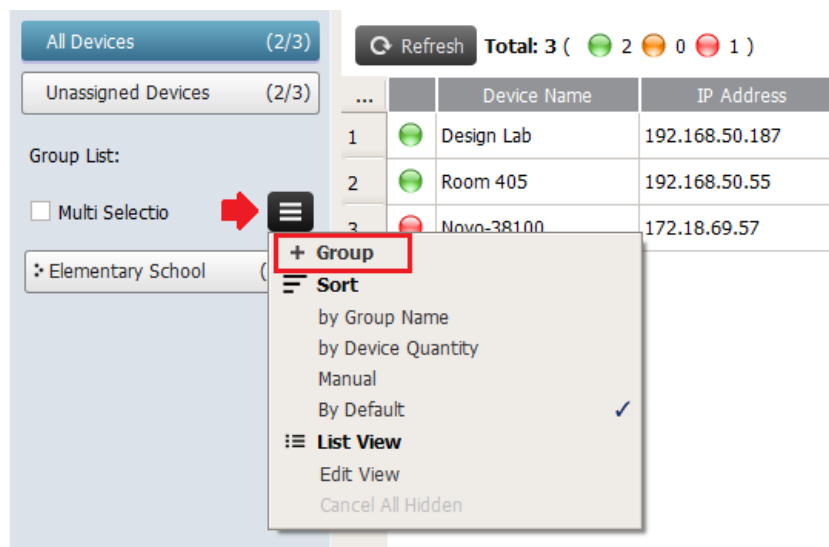 All Devices (2/3)
Unassigned Devices (2/3)
Group List:
Multi Selectio
Elementary School (
Refresh Total: 3 ( 2 0 1 )
... Device Name IP Address
1 Design Lab 192.168.50.187
2 Room 405 192.168.50.55
3 Novo-38100 172.18.69.57
+ Group
Sort
by Group Name
by Device Quantity
Manual
By Default ✓
List View
Edit View
Cancel All Hidden